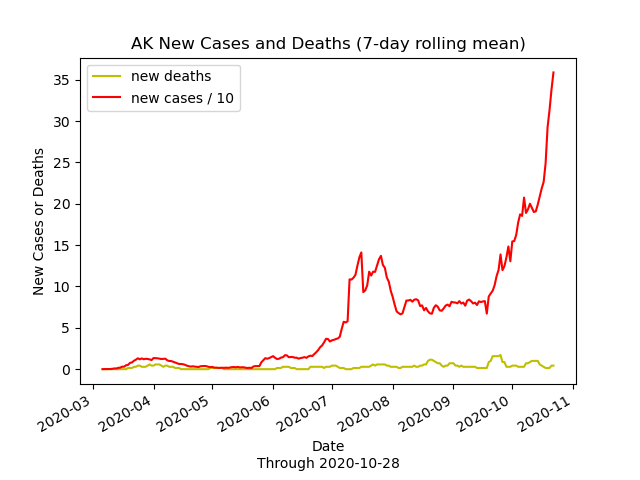 AK New Cases and Deaths (7-day rolling mean)
new deaths
new cases / 10
35
30
25
20
15
10
5
0
New Cases or Deaths
2020-03
2020-04
2020-05
2020-06
2020-07
2020-08
2020-09
2020-10
2020-11
Date
Through 2020-10-28